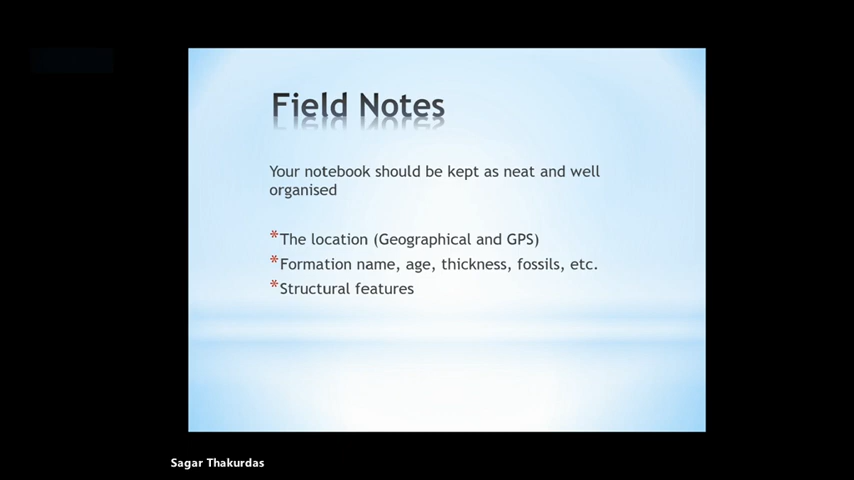 Field Notes
Your notebook should be kept as neat and well
organised
*The location (Geographical and GPS)
*Formation name, age, thickness, fossils, etc.
*Structural features
Sagar Thakurdas